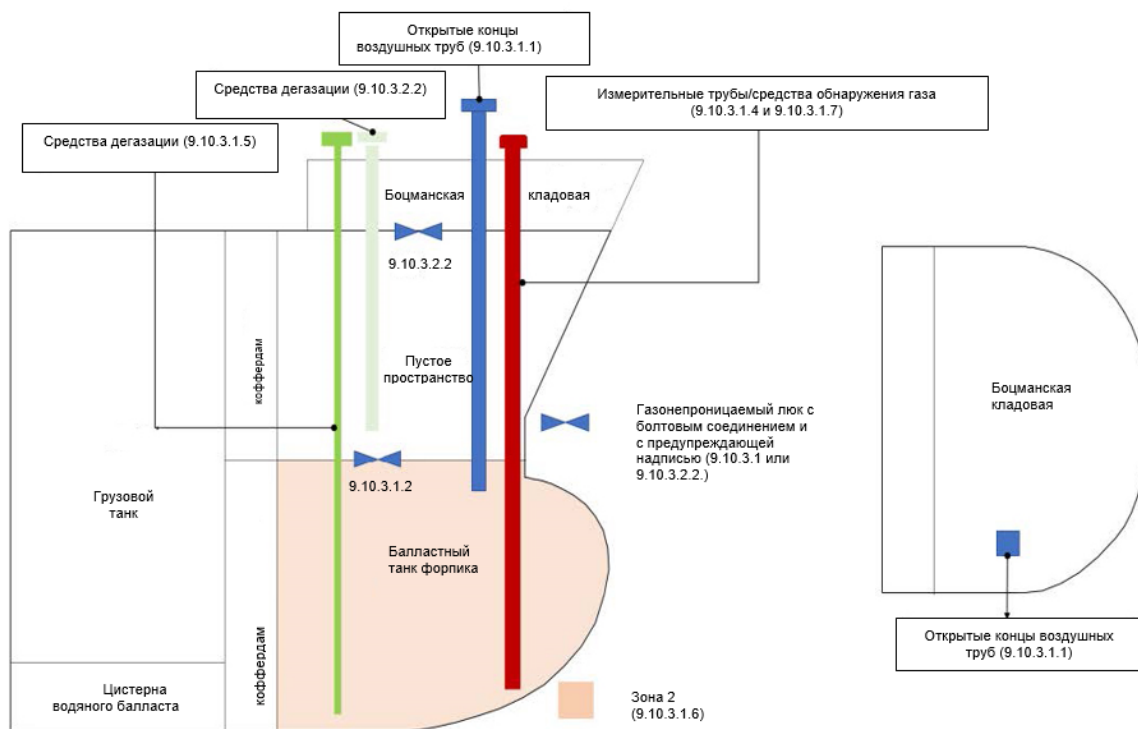 Открытые концы
воздушных труб (9.10.3.1.1)
Средства дегазации (9.10.3.2.2)
Измерительные трубы/средства обнаружения газа
(9.10.3.1.4 и 9.10.3.1.7)
Средства дегазации (9.10.3.1.5)
Боцманская кладовая
9.10.3.2.2
коффердам
Пустое
пространство
Газонепроницаемый люк с
болтовым соединением и
с предупреждающей
надписью (9.10.3.1 или
9.10.3.2.2.)
Боцманская
кладовая
9.10.3.1.2
Грузовой
танк
Балластный
танк форпика
Открытые концы воздушных
труб (9.10.3.1.1)
коффердам
Цистерна
водяного балласта
Зона 2
(9.10.3.1.6)